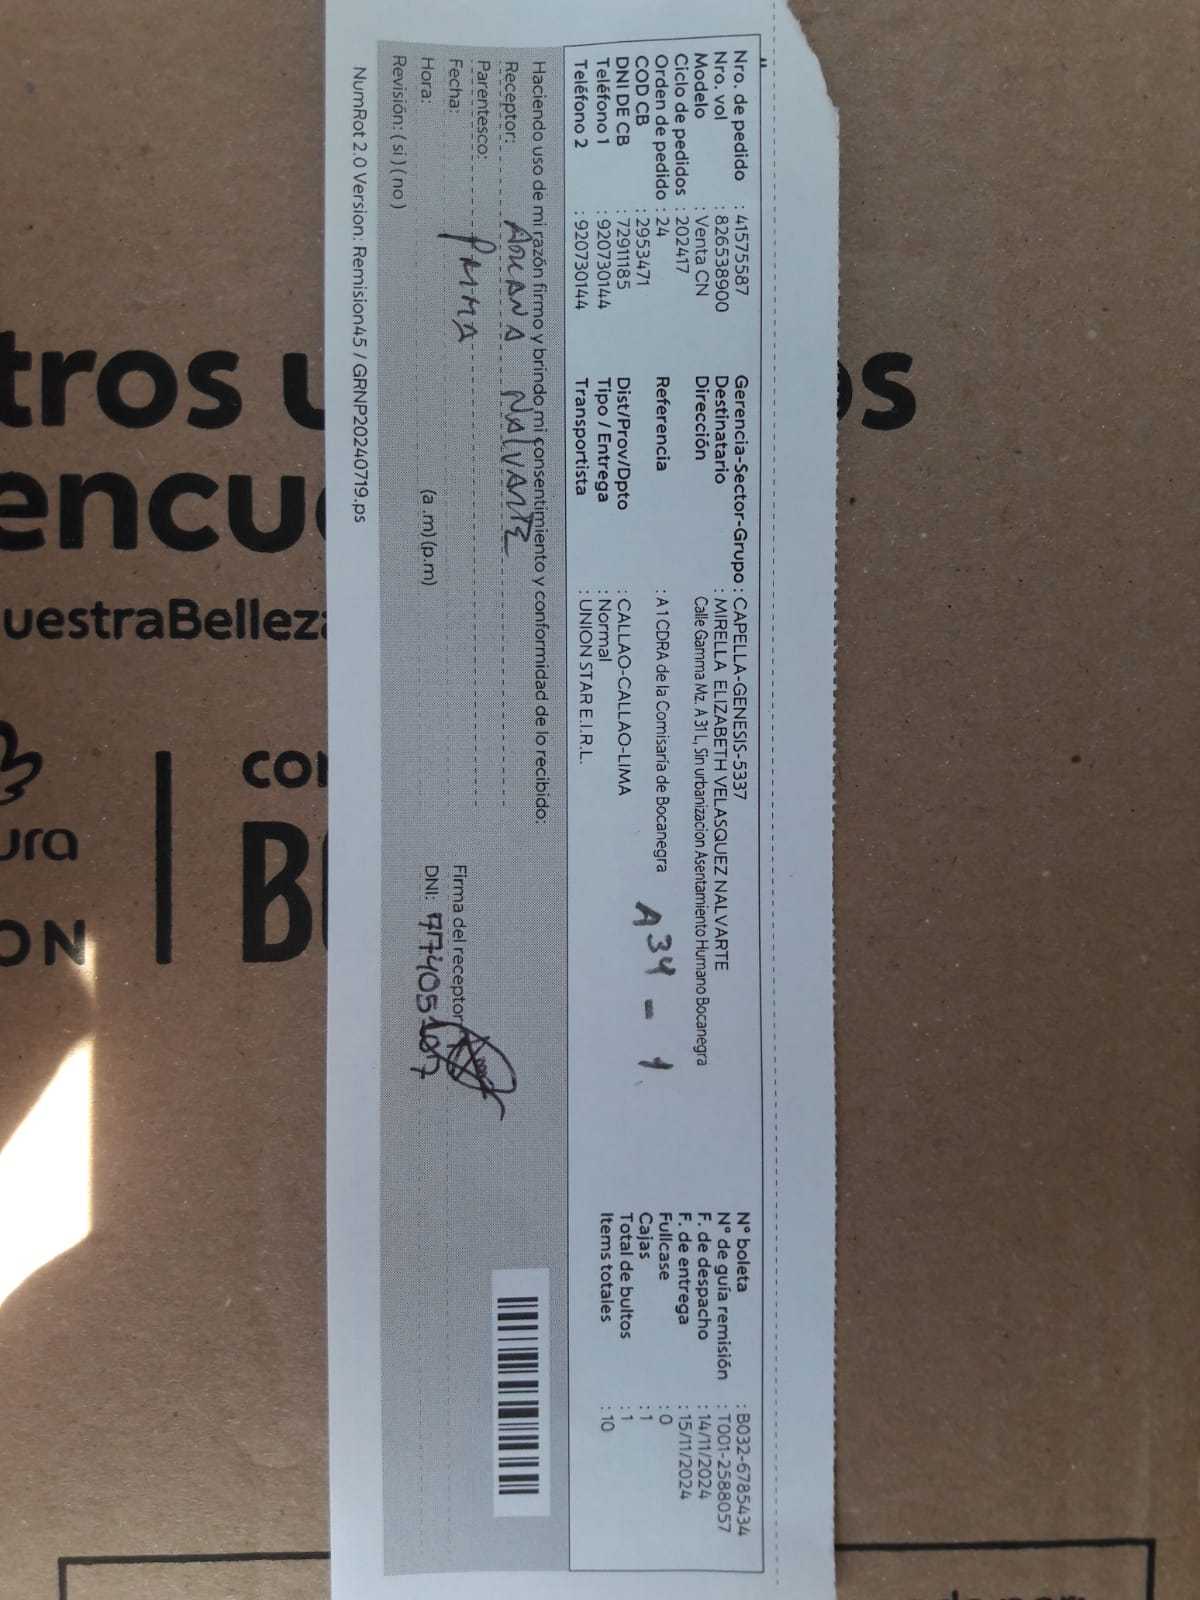 Nro. de pedido : 41575587
Nro. vol : 826538900
Modelo : Venta CN
Ciclo de pedidos : 202417
Orden de pedido : 24
COD CB : 2953471
DNI DE CB : 72911185
Teléfono 1 : 920730144
Teléfono 2 : 920730144
Gerencia-Sector-Grupo : CAPELLA-GENESIS-5337
Destinatario : MIRELLA ELIZABETH VELASQUEZ NALVARTE
Dirección Calle Gamma Mz. A 31 L, Sin urbanizacion Asentamiento Humano Bocanegra
Referencia : A 1 CDRA de la Comisaría de Bocanegra
Dist/Prov/Dpto : CALLAO-CALLAO-LIMA
Tipo / Entrega : Normal
Transportista : UNION STAR E.I.R.L.
A 34 - 1
N° boleta : B032-6785434
N° de guía remisión : T001-2588057
F. de despacho : 14/11/2024
F. de entrega : 15/11/2024
Fullcase : 0
Cajas : 1
Total de bultos : 1
Items totales : 10
Haciendo uso de mi razón firmo y brindo mi consentimiento y conformidad de lo recibido:
Receptor: NALVARTE
Parentesco: PRIMA
Fecha:
Hora: (a .m) (p.m)
Revisión: ( si ) ( no )
Firma del receptor
DNI:
NumRot 2.0 Version: Remision45 / GRNP20240719.ps
tros u os
encue
uestraBelleza
ura
ON